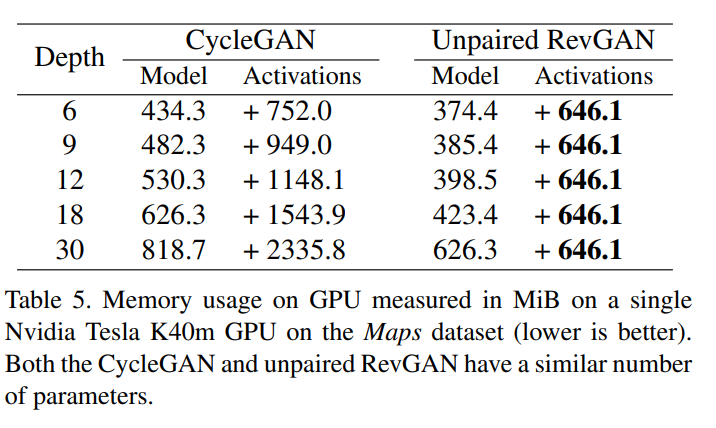 Depth CycleGAN Unpaired RevGAN
Model Activations Model Activations
6 434.3 + 752.0 374.4 + 646.1
9 482.3 + 949.0 385.4 + 646.1
12 530.3 + 1148.1 398.5 + 646.1
18 626.3 + 1543.9 423.4 + 646.1
30 818.7 + 2335.8 626.3 + 646.1
Table 5. Memory usage on GPU measured in MiB on a single
Nvidia Tesla K40m GPU on the Maps dataset (lower is better).
Both the CycleGAN and unpaired RevGAN have a similar number
of parameters.